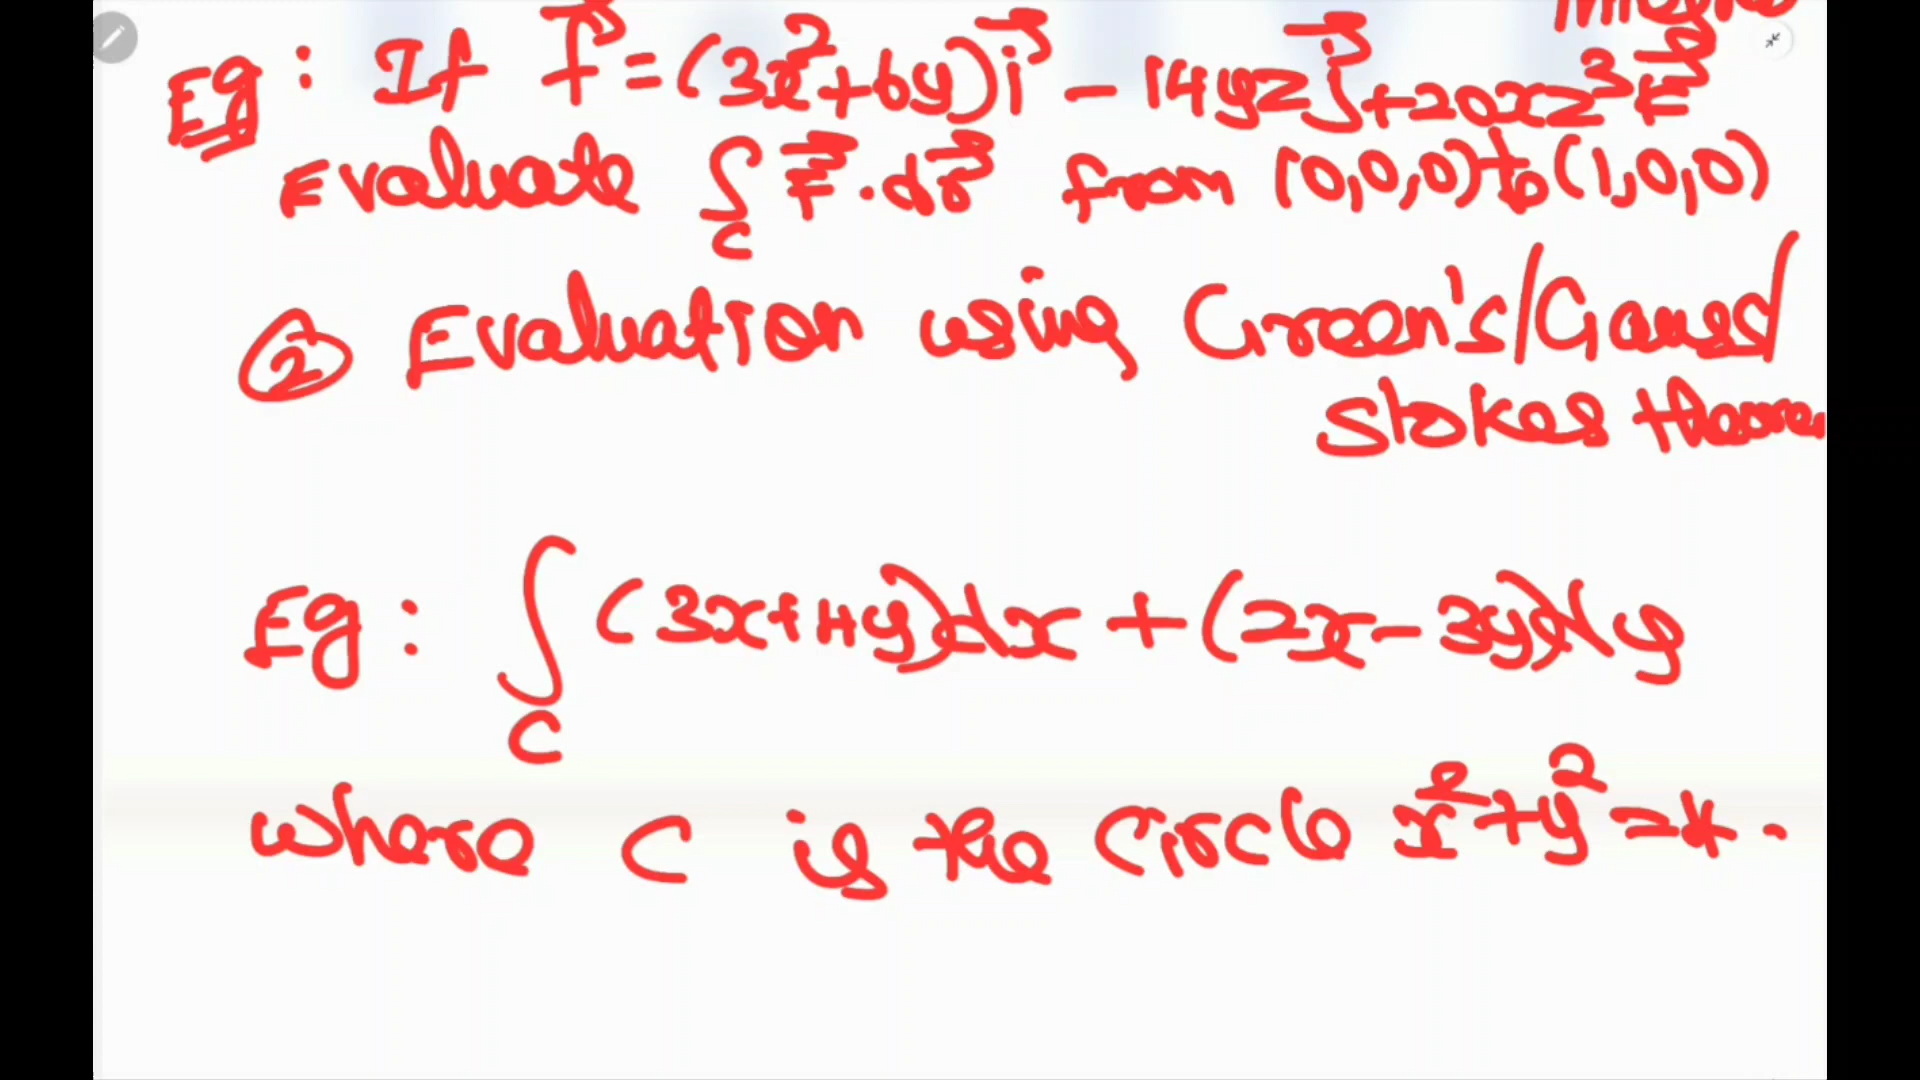 Eg : If F = (3x²+6y)i - 14yz j + 20xz³ k
Evaluate ∫ F . dr from (0,0,0) to (1,0,0)
C
② Evaluation using Green's/Gauss/
Stokes
Eg : ∫ (3x+4y)dx + (2x-3y)dy
C
where C is the circle x²+y²=4.